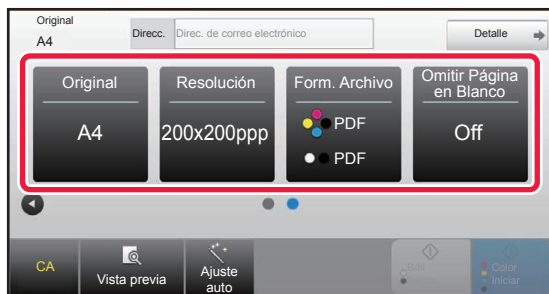 Original
A4
Direcc.
Direc. de correo electrónico
Detalle
Original
A4
Resolución
200x200ppp
Form. Archivo
PDF
PDF
Omitir Página
en Blanco
Off
CA
Vista previa
Ajuste
auto
B/N
Iniciar
Color
Iniciar